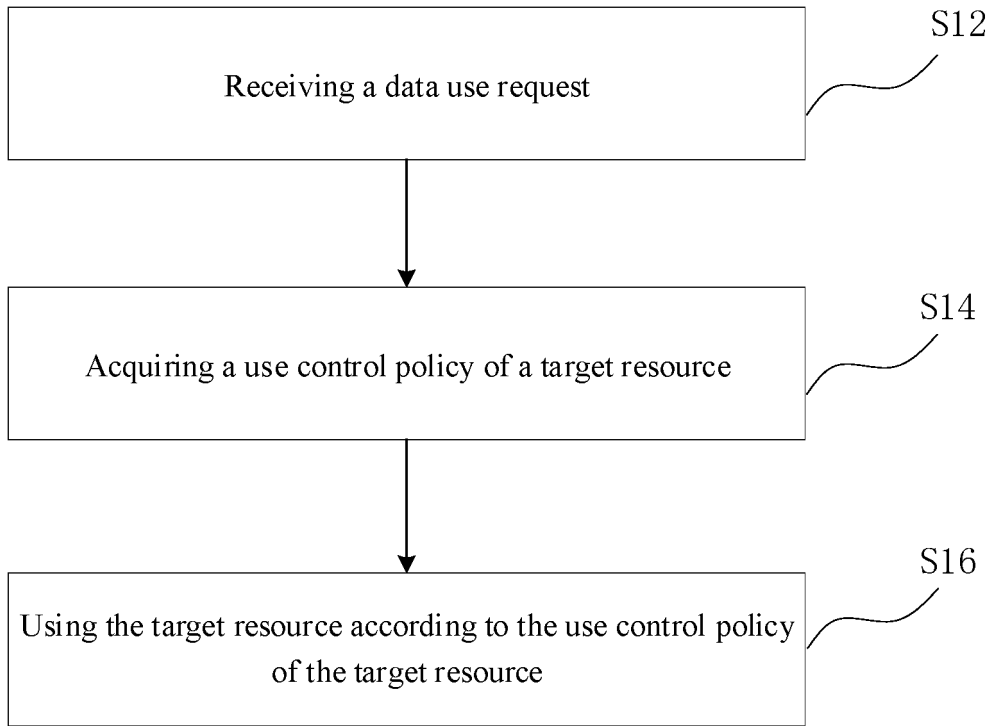 S12
Receiving a data use request
S14
Acquiring a use control policy of a target resource
S16
Using the target resource according to the use control policy
of the target resource